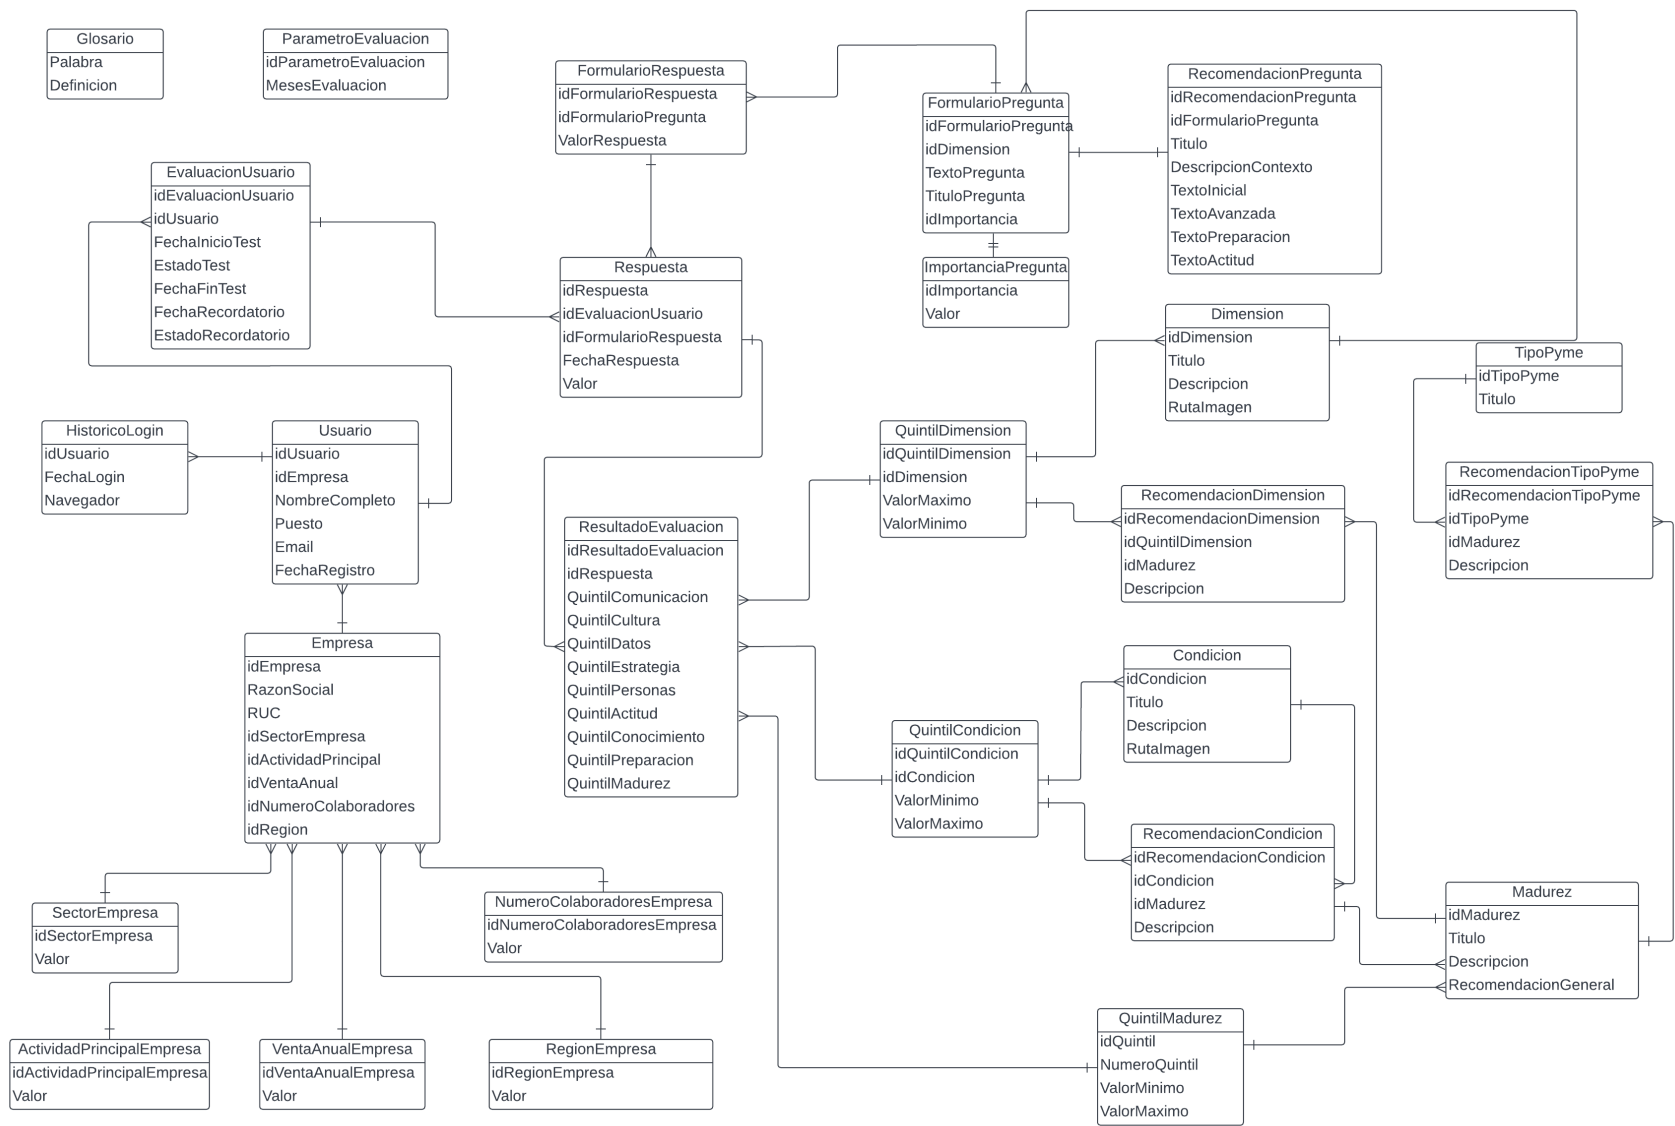 Glosario
Palabra
Definicion
ParametroEvaluacion
idParametroEvaluacion
MesesEvaluacion
FormularioRespuesta
idFormularioRespuesta
idFormularioPregunta
ValorRespuesta
FormularioPregunta
idFormularioPregunta
idDimension
TextoPregunta
TituloPregunta
idImportancia
RecomendacionPregunta
idRecomendacionPregunta
idFormularioPregunta
Titulo
DescripcionContexto
TextoInicial
TextoAvanzada
TextoPreparacion
TextoActitud
EvaluacionUsuario
idEvaluacionUsuario
idUsuario
FechaInicioTest
EstadoTest
FechaFinTest
FechaRecordatorio
EstadoRecordatorio
Respuesta
idRespuesta
idEvaluacionUsuario
idFormularioRespuesta
FechaRespuesta
Valor
ImportanciaPregunta
idImportancia
Valor
Dimension
idDimension
Titulo
Descripcion
RutaImagen
TipoPyme
idTipoPyme
Titulo
HistoricoLogin
idUsuario
FechaLogin
Navegador
Usuario
idUsuario
idEmpresa
NombreCompleto
Puesto
Email
FechaRegistro
QuintilDimension
idQuintilDimension
idDimension
ValorMaximo
ValorMinimo
RecomendacionDimension
idRecomendacionDimension
idQuintilDimension
idMadurez
Descripcion
RecomendacionTipoPyme
idRecomendacionTipoPyme
idTipoPyme
idMadurez
Descripcion
ResultadoEvaluacion
idResultadoEvaluacion
idRespuesta
QuintilComunicacion
QuintilCultura
QuintilDatos
QuintilEstrategia
QuintilPersonas
QuintilActitud
QuintilConocimiento
QuintilPreparacion
QuintilMadurez
Empresa
idEmpresa
RazonSocial
RUC
idSectorEmpresa
idActividadPrincipal
idVentaAnual
idNumeroColaboradores
idRegion
Condicion
idCondicion
Titulo
Descripcion
RutaImagen
QuintilCondicion
idQuintilCondicion
idCondicion
ValorMinimo
ValorMaximo
RecomendacionCondicion
idRecomendacionCondicion
idCondicion
idMadurez
Descripcion
Madurez
idMadurez
Titulo
Descripcion
RecomendacionGeneral
SectorEmpresa
idSectorEmpresa
Valor
NumeroColaboradoresEmpresa
idNumeroColaboradoresEmpresa
Valor
ActividadPrincipalEmpresa
idActividadPrincipalEmpresa
Valor
VentaAnualEmpresa
idVentaAnualEmpresa
Valor
RegionEmpresa
idRegionEmpresa
Valor
QuintilMadurez
idQuintil
NumeroQuintil
ValorMinimo
ValorMaximo